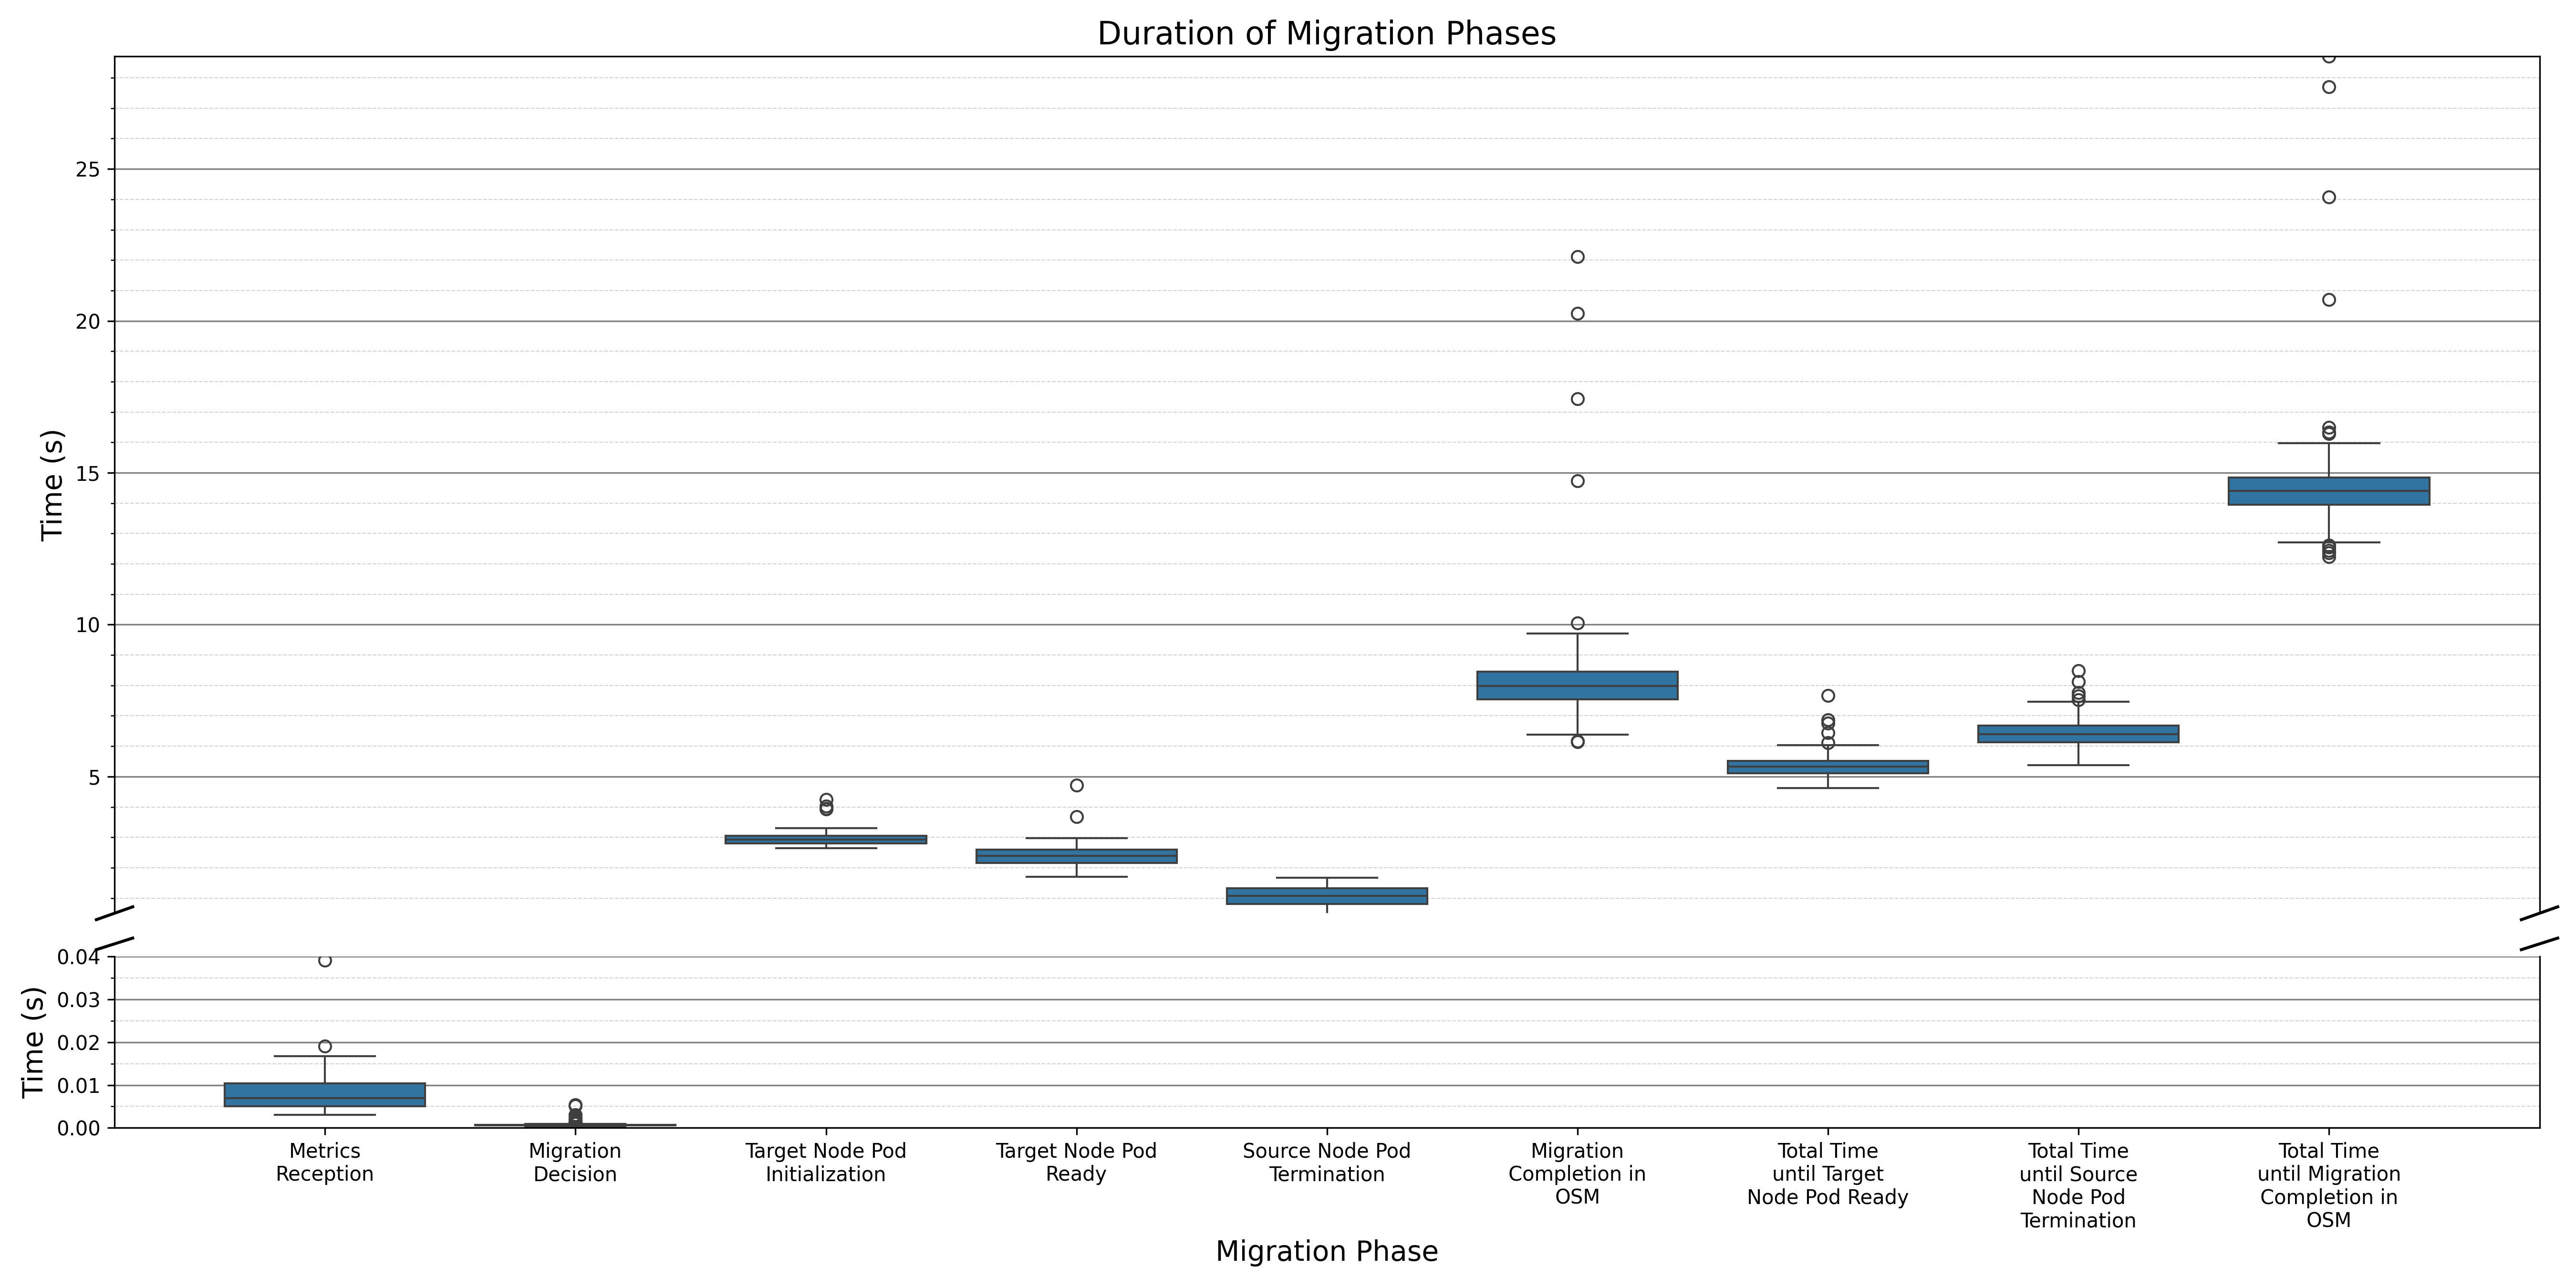 Duration of Migration Phases
Time (s)
25
20
15
10
5
Time (s)
0.04
0.03
0.02
0.01
0.00
Metrics
Reception
Migration
Decision
Target Node Pod
Initialization
Target Node Pod
Ready
Source Node Pod
Termination
Migration
Completion in
OSM
Total Time
until Target
Node Pod Ready
Total Time
until Source
Node Pod
Termination
Total Time
until Migration
Completion in
OSM
Migration Phase